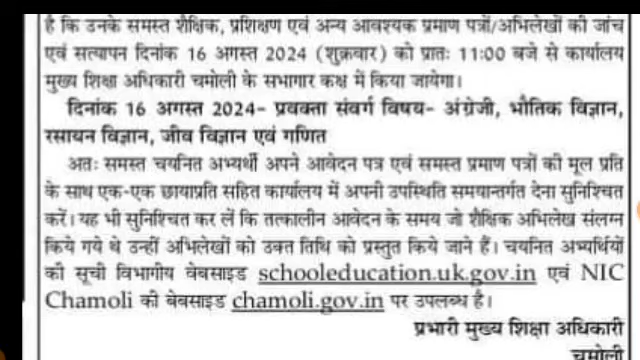 है कि उनके समस्त शैक्षिक, प्रशिक्षण एवं अन्य आवश्यक प्रमाण पत्रों/अभिलेखों की जांच
एवं सत्यापन दिनांक 16 अगस्त 2024 (शुक्रवार) को प्रातः 11:00 बजे से कार्यालय
मुख्य शिक्षा अधिकारी चमोली के सभागार कक्ष में किया जायेगा।
दिनांक 16 अगस्त 2024- प्रवक्ता संवर्ग विषय- अंग्रेजी, भौतिक विज्ञान,
रसायन विज्ञान, जीव विज्ञान एवं गणित
अतः समस्त चयनित अभ्यर्थी अपने आवेदन पत्र एवं समस्त प्रमाण पत्रों की मूल प्रति
के साथ एक-एक छायाप्रति सहित कार्यालय में अपनी उपस्थिति समयान्तर्गत देना सुनिश्चित
करें। यह भी सुनिश्चित कर लें कि तत्कालीन आवेदन के समय जो शैक्षिक अभिलेख संलग्न
किये गये थे उन्हीं अभिलेखों को उक्त तिथि को प्रस्तुत किये जाने हैं। चयनित अभ्यर्थियों
की सूची विभागीय वेबसाइड schooleducation.uk.gov.in एवं NIC
Chamoli की बेबसाइड chamoli.gov.in पर उपलब्ध है।
प्रभारी मुख्य शिक्षा अधिकारी
चमोली